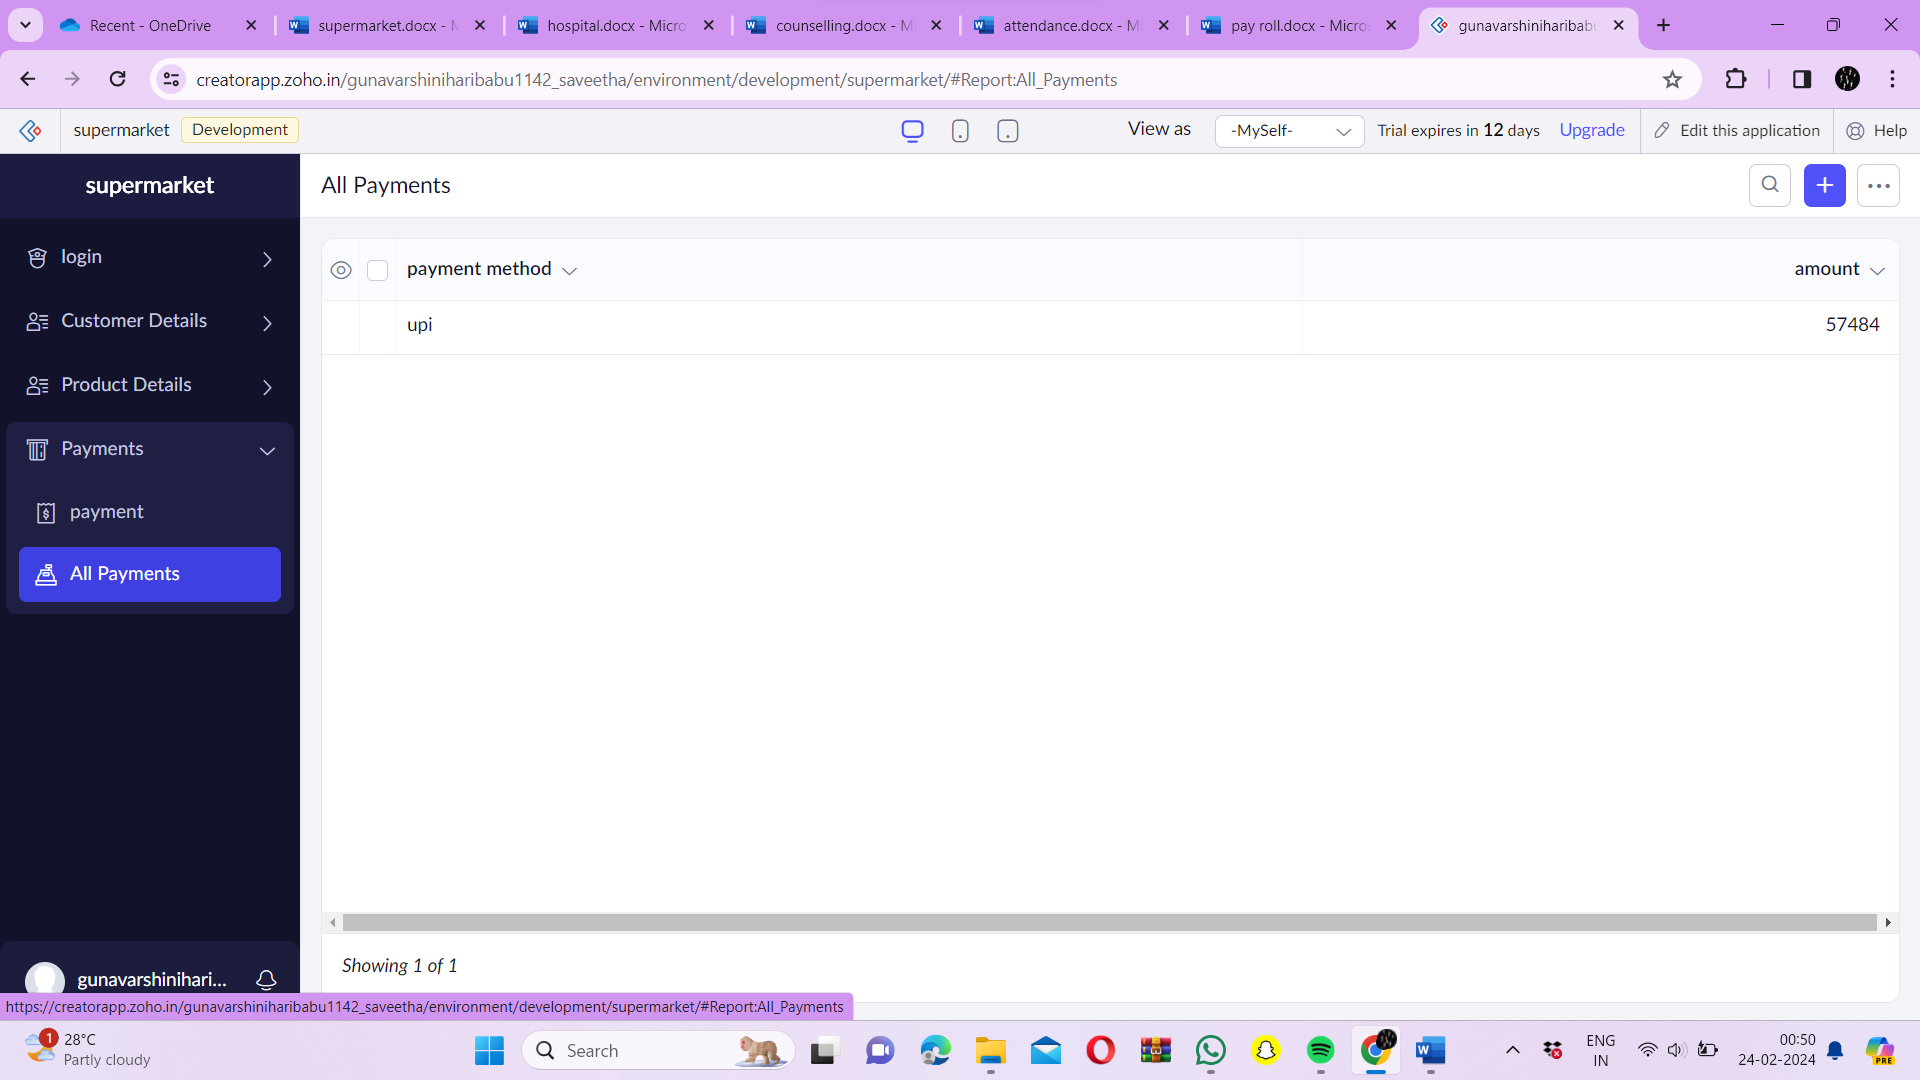 Recent - OneDrive
supermarket.docx - M
hospital.docx - Micro
counselling.docx - M
attendance.docx - Mi
pay roll.docx - Micro
gunavarshiniharibabu
creatorapp.zoho.in/gunavarshiniharibabu1142_saveetha/environment/development/supermarket/#Report:All_Payments
supermarket Development
View as -MySelf- Trial expires in 12 days Upgrade Edit this application Help
supermarket
All Payments
login
Customer Details
Product Details
Payments
payment
All Payments
payment method amount
upi 57484
Showing 1 of 1
gunavarshinihari...
https://creatorapp.zoho.in/gunavarshiniharibabu1142_saveetha/environment/development/supermarket/#Report:All_Payments
1
28°C
Partly cloudy
Search
ENG
IN
00:50
24-02-2024
PRE